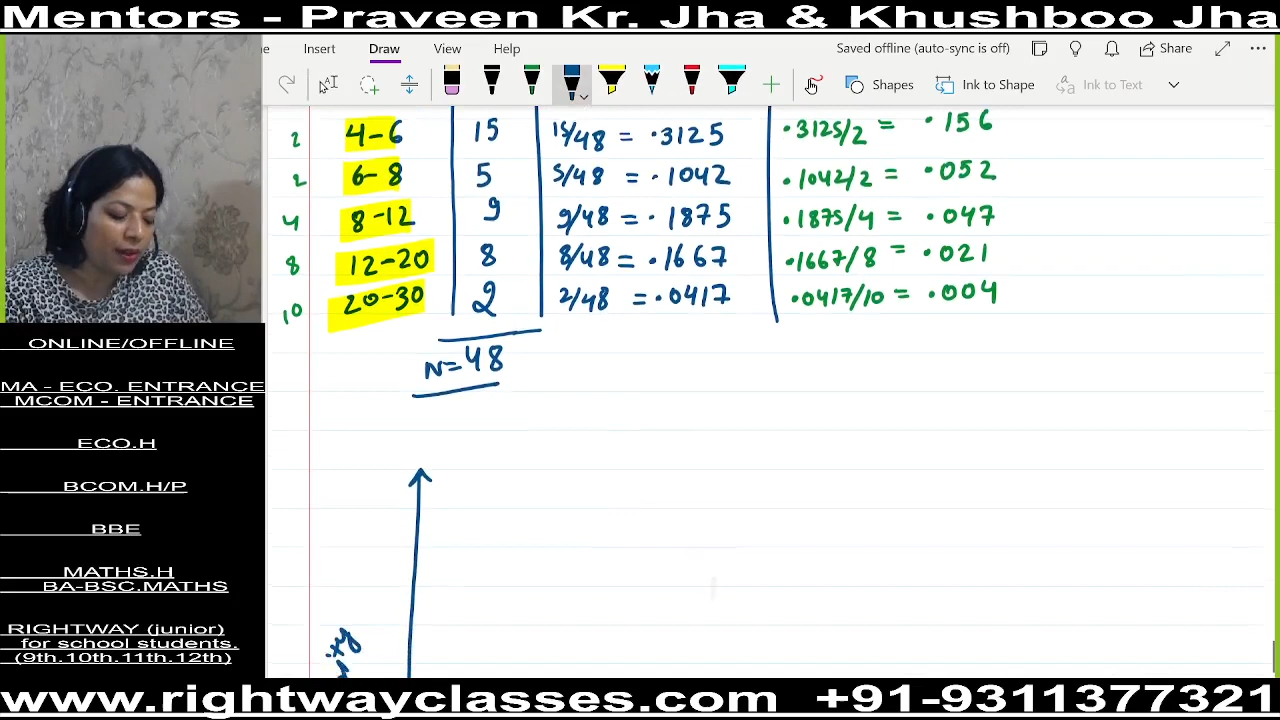 Mentors - Praveen Kr. Jha & Khushboo Jha
Insert Draw View Help Saved offline (auto-sync is off) Share
Shapes Ink to Shape Ink to Text
2 4-6 15 15/48 = .3125 .3125/2 = .156
2 6-8 5 5/48 = .1042 .1042/2 = .052
4 8-12 9 9/48 = .1875 .1875/4 = .047
8 12-20 8 8/48 = .1667 .1667/8 = .021
10 20-30 2 2/48 = .0417 .0417/10 = .004
N=48
ONLINE/OFFLINE
MA - ECO. ENTRANCE
MCOM - ENTRANCE
ECO.H
BCOM.H/P
BBE
MATHS.H
BA-BSC.MATHS
RIGHTWAY (junior)
for school students.
(9th.10th.11th.12th)
www.rightwayclasses.com +91-9311377321